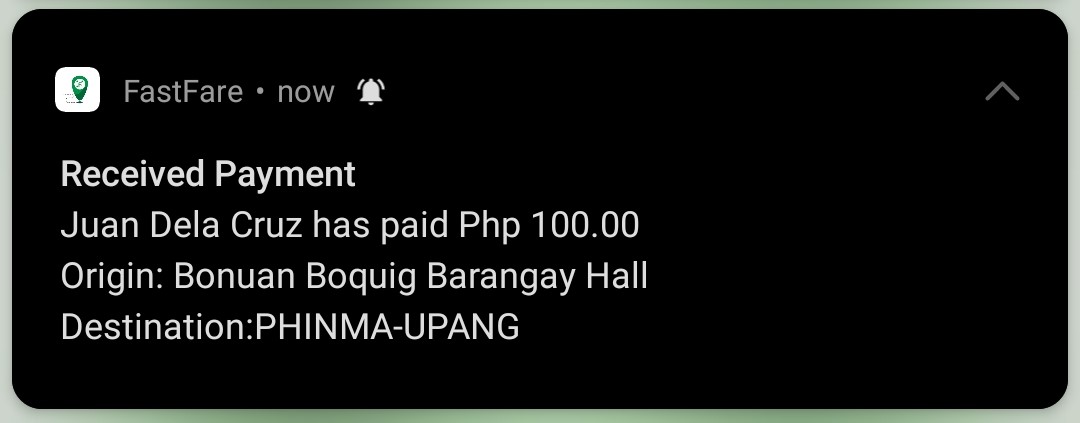 FastFare • now
Received Payment
Juan Dela Cruz has paid Php 100.00
Origin: Bonuan Boquig Barangay Hall
Destination:PHINMA-UPANG